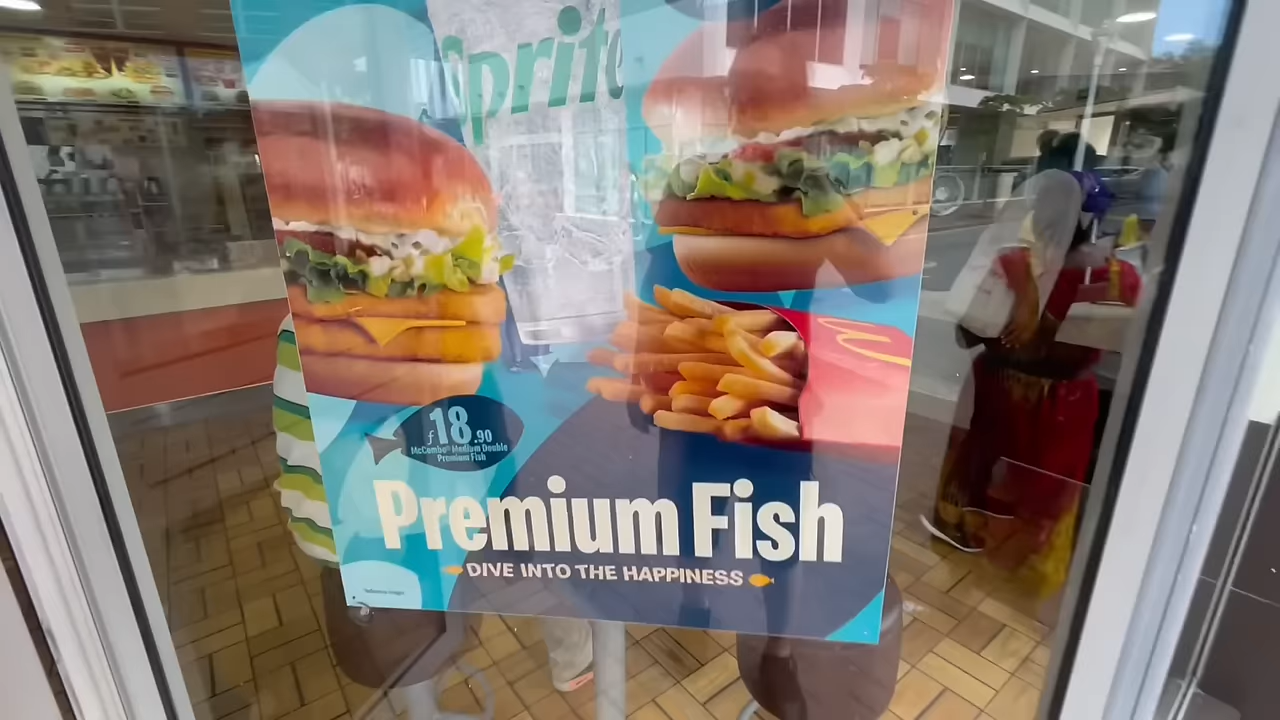 Sprite
ƒ18.90
McCombo® Medium Double
Premium Fish
Premium Fish
DIVE INTO THE HAPPINESS